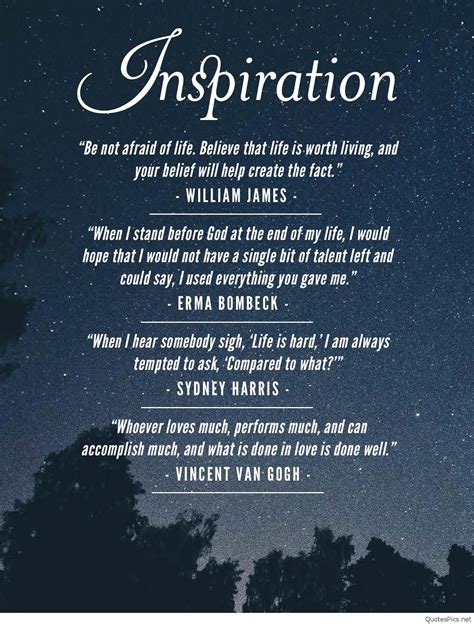 Inspiration
“Be not afraid of life. Believe that life is worth living, and
your belief will help create the fact.”
- WILLIAM JAMES -
“When I stand before God at the end of my life, I would
hope that I would not have a single bit of talent left and
could say, I used everything you gave me.”
- ERMA BOMBECK -
“When I hear somebody sigh, ‘Life is hard,’ I am always
tempted to ask, ‘Compared to what?’”
- SYDNEY HARRIS -
“Whoever loves much, performs much, and can
accomplish much, and what is done in love is done well.”
- VINCENT VAN GOGH -
QuotesPics.net